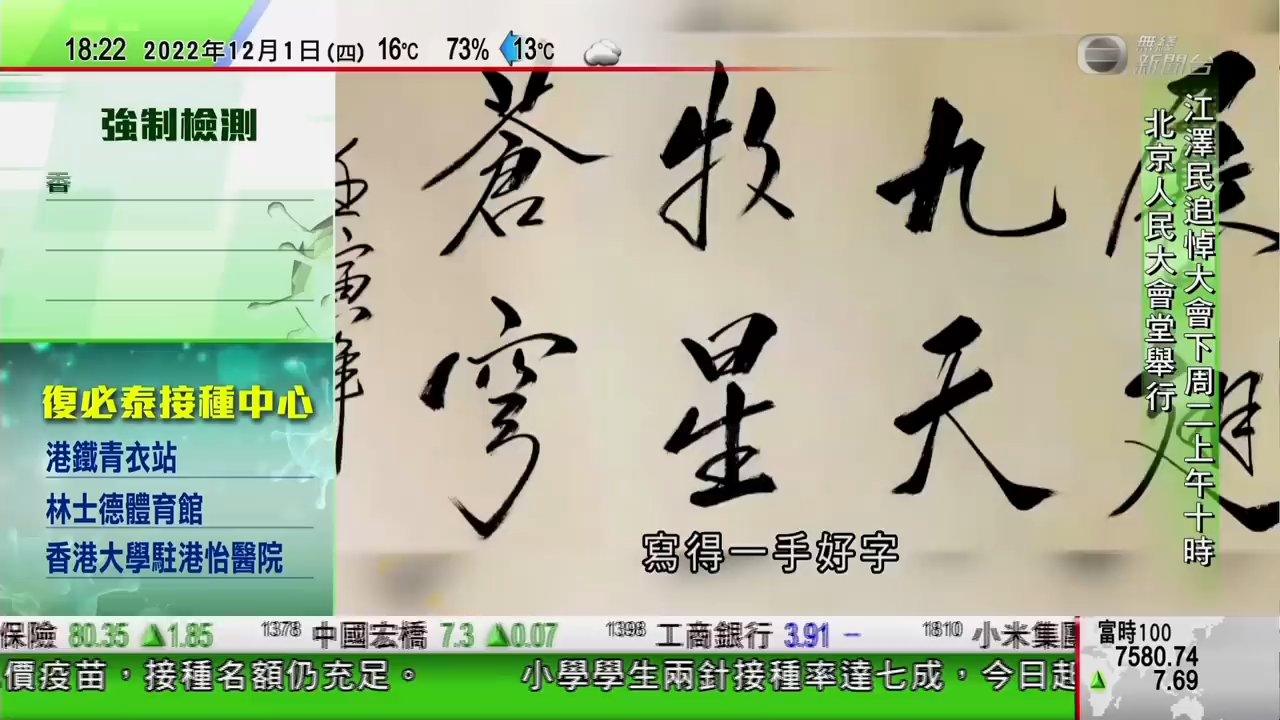 18:22 2022年12月1日(四) 16℃ 73% 13℃
無綫新聞台
強制檢測
香
復必泰接種中心
港鐵青衣站
林士德體育館
香港大學駐港怡醫院
展翅
九天
牧星
蒼穹
壬寅年
江澤民追悼大會下周二上午十時
北京人民大會堂舉行
寫得一手好字
保險 80.35 ▲1.85 1378 中國宏橋 7.3 ▲0.07 1398 工商銀行 3.91 – 1810 小米集團
價疫苗，接種名額仍充足。 小學學生兩針接種率達七成，今日起
富時100
7580.74
▲ 7.69